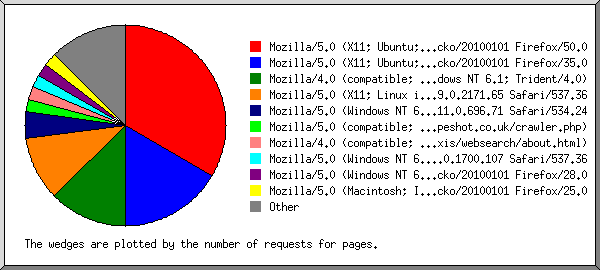 Mozilla/5.0 (X11; Ubuntu;...cko/20100101 Firefox/50.0
Mozilla/5.0 (X11; Ubuntu;...cko/20100101 Firefox/35.0
Mozilla/4.0 (compatible; ...dows NT 6.1; Trident/4.0)
Mozilla/5.0 (X11; Linux i...9.0.2171.65 Safari/537.36
Mozilla/5.0 (Windows NT 6...11.0.696.71 Safari/534.24
Mozilla/5.0 (compatible; ...peshot.co.uk/crawler.php)
Mozilla/4.0 (compatible; ...xis/websearch/about.html)
Mozilla/5.0 (Windows NT 6....0.1700.107 Safari/537.36
Mozilla/5.0 (Windows NT 6...cko/20100101 Firefox/28.0
Mozilla/5.0 (Macintosh; I...cko/20100101 Firefox/25.0
Other
The wedges are plotted by the number of requests for pages.